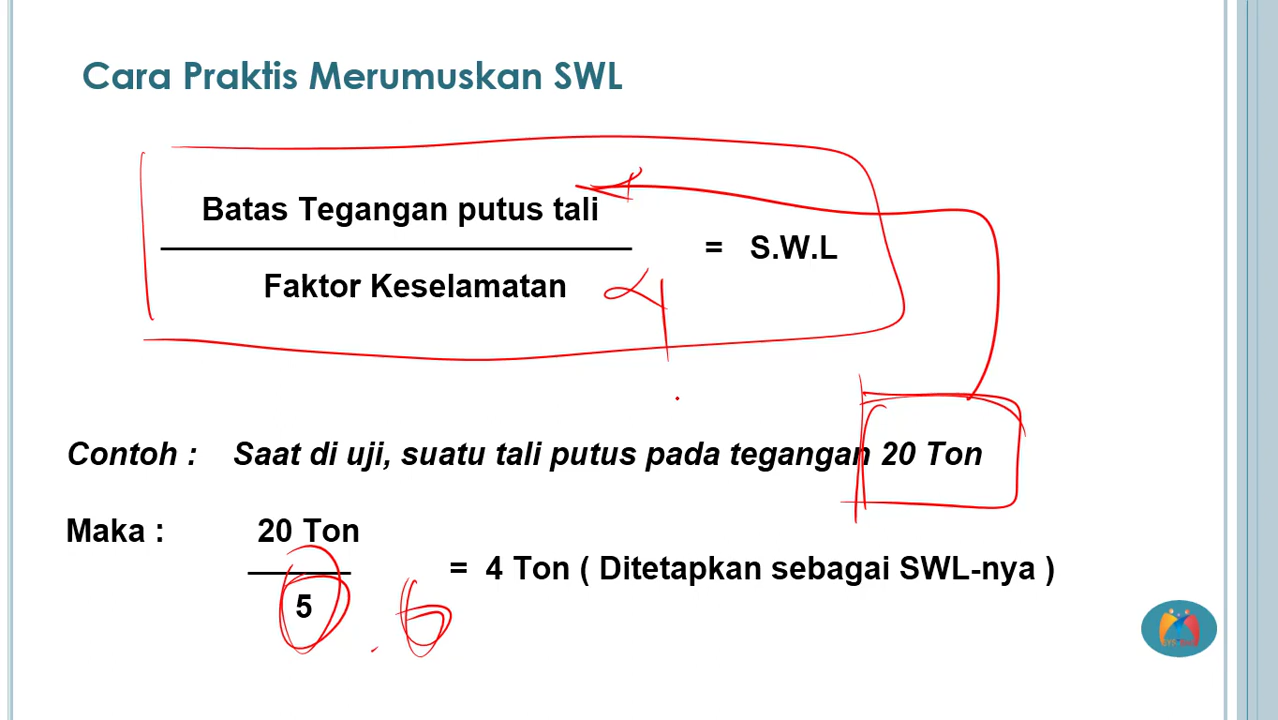 Cara Praktis Merumuskan SWL
Batas Tegangan putus tali
Faktor Keselamatan
= S.W.L
Contoh : Saat di uji, suatu tali putus pada tegangan 20 Ton
Maka : 20 Ton
5
= 4 Ton ( Ditetapkan sebagai SWL-nya )
6